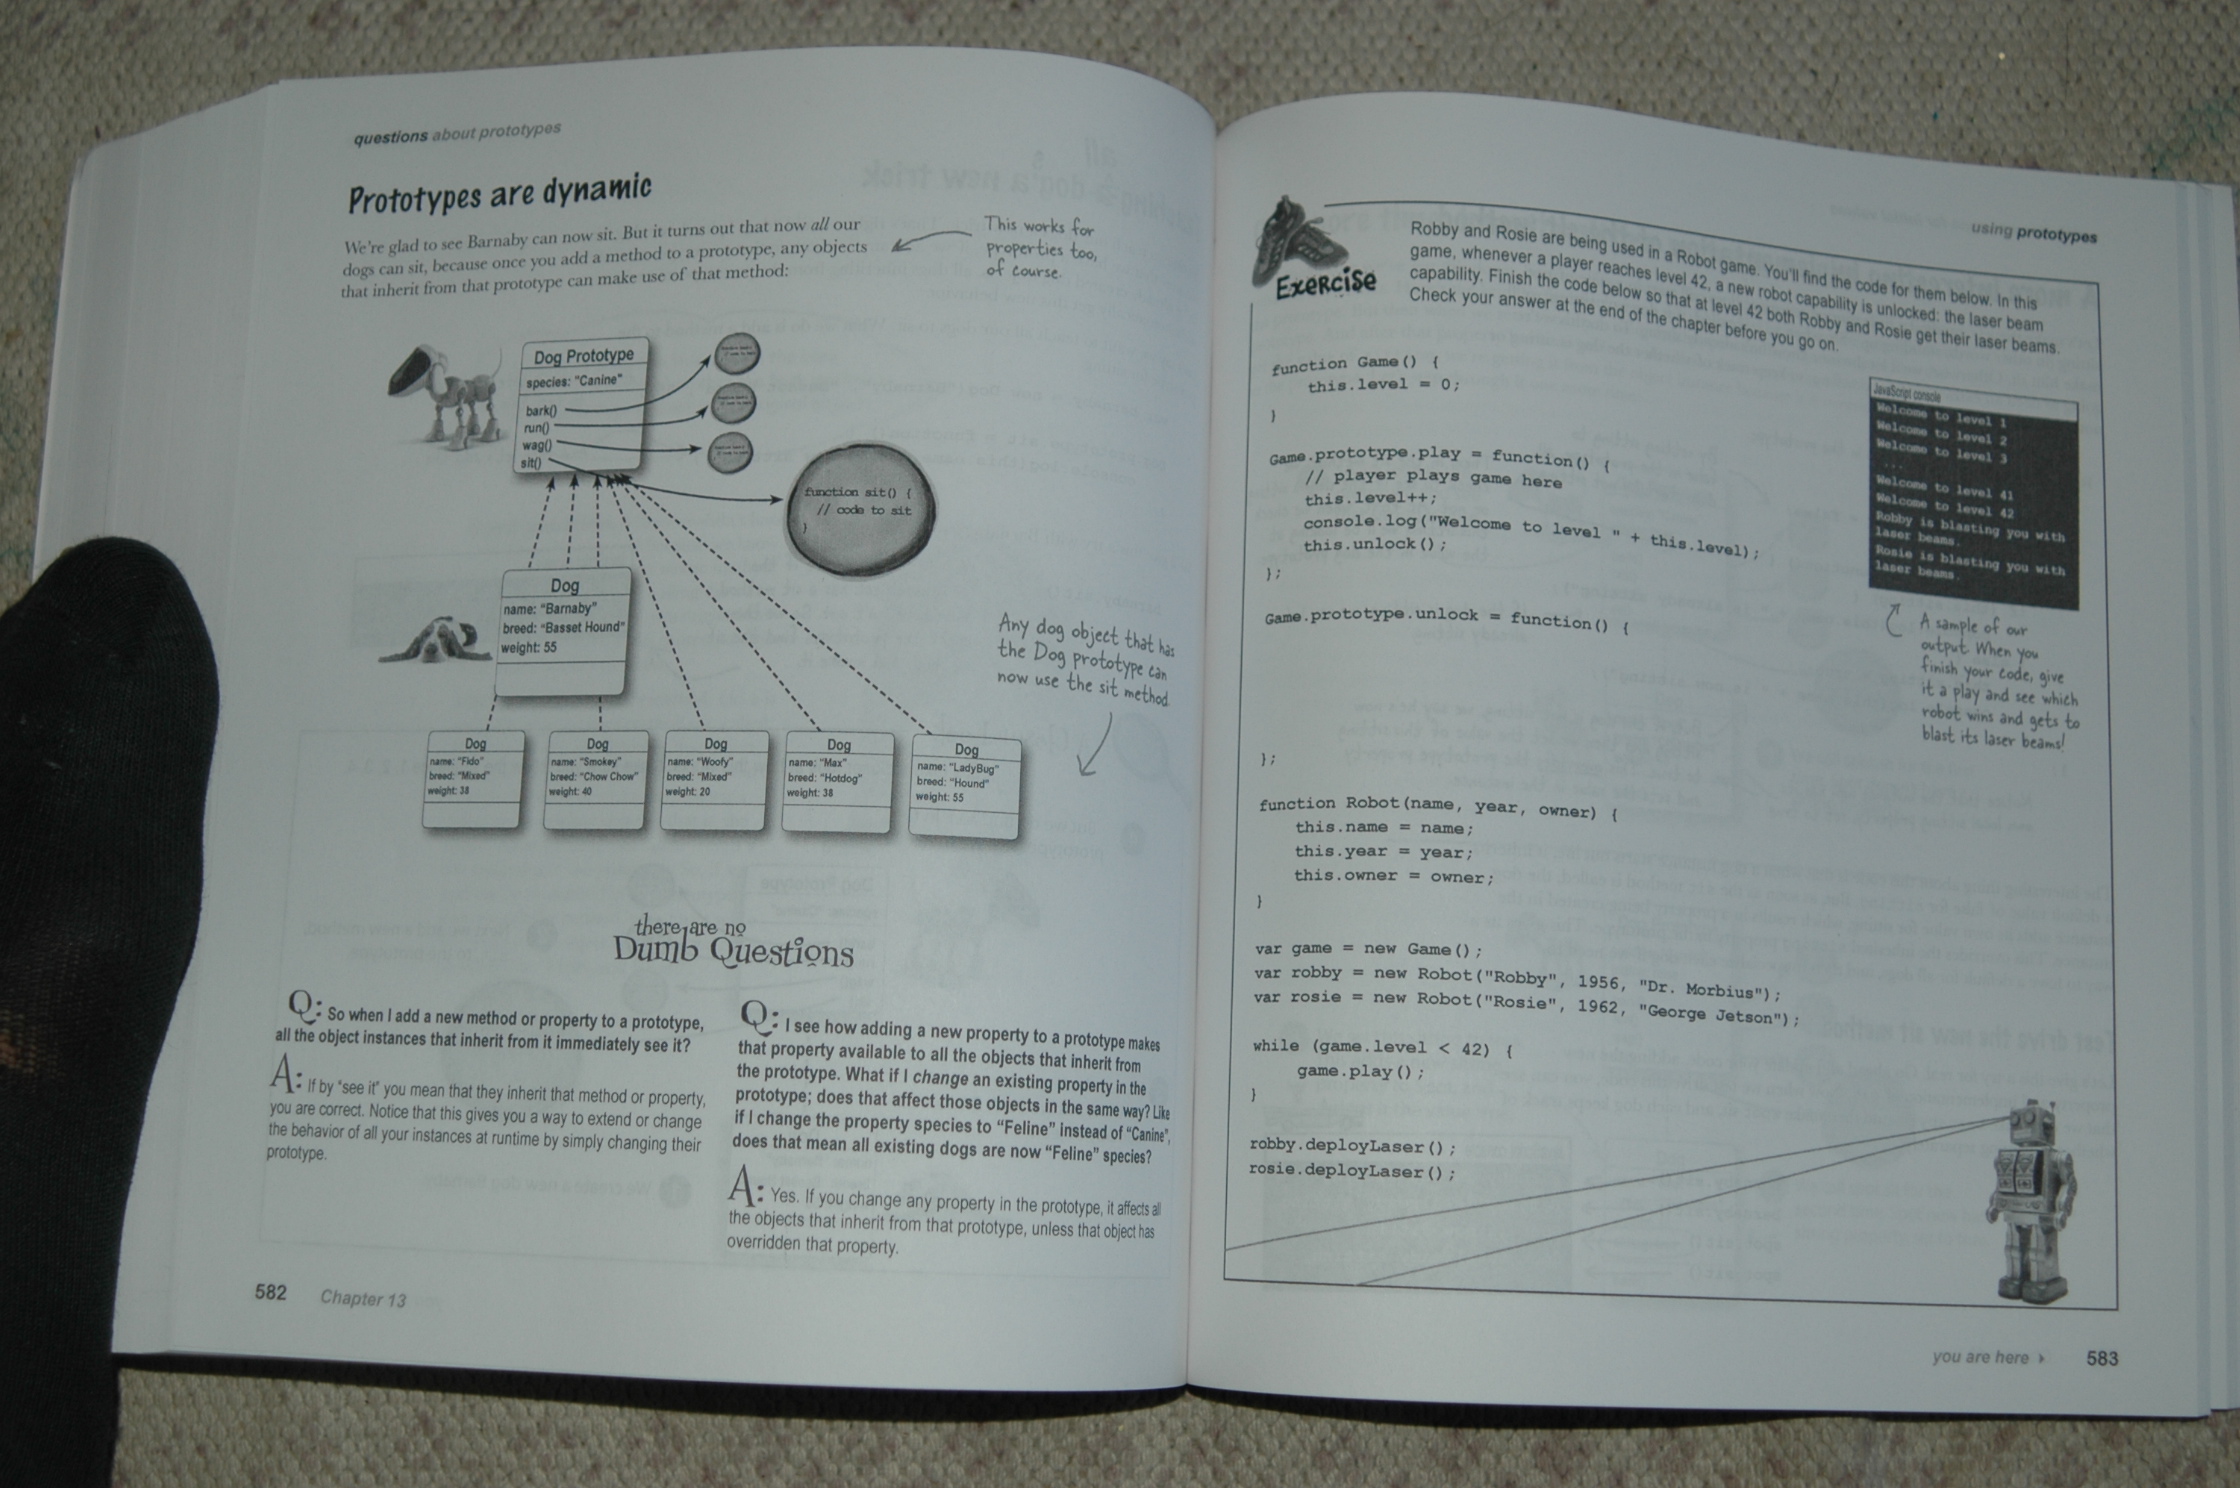 questions about prototypes
Prototypes are dynamic
We're glad to see Barnaby can now sit. But it turns out that now all our
dogs can sit, because once you add a method to a prototype, any objects
that inherit from that prototype can make use of that method:
This works for
properties too,
of course.
Dog Prototype
species: "Canine"
bark()
run()
wag()
sit()
function sit() {
// code to sit
}
Dog
name: "Barnaby"
breed: "Basset Hound"
weight: 55
Any dog object that has
the Dog prototype can
now use the sit method.
Dog
name: "Fido"
breed: "Mixed"
weight: 38
Dog
name: "Smokey"
breed: "Chow Chow"
weight: 40
Dog
name: "Woofy"
breed: "Mixed"
weight: 20
Dog
name: "Max"
breed: "Hotdog"
weight: 38
Dog
name: "LadyBug"
breed: "Hound"
weight: 55
there are no
Dumb Questions
Q: So when I add a new method or property to a prototype,
all the object instances that inherit from it immediately see it?
A: If by "see it" you mean that they inherit that method or property,
you are correct. Notice that this gives you a way to extend or change
the behavior of all your instances at runtime by simply changing their
prototype.
Q: I see how adding a new property to a prototype makes
that property available to all the objects that inherit from
the prototype. What if I change an existing property in the
prototype; does that affect those objects in the same way? Like
if I change the property species to "Feline" instead of "Canine",
does that mean all existing dogs are now "Feline" species?
A: Yes. If you change any property in the prototype, it affects all
the objects that inherit from that prototype, unless that object has
overridden that property.
582 Chapter 13
using prototypes
Exercise
Robby and Rosie are being used in a Robot game. You'll find the code for them below. In this
game, whenever a player reaches level 42, a new robot capability is unlocked: the laser beam
capability. Finish the code below so that at level 42 both Robby and Rosie get their laser beams.
Check your answer at the end of the chapter before you go on.
function Game() {
this.level = 0;
}
Game.prototype.play = function() {
// player plays game here
this.level++;
console.log("Welcome to level " + this.level);
this.unlock();
};
Game.prototype.unlock = function() {
};
function Robot(name, year, owner) {
this.name = name;
this.year = year;
this.owner = owner;
}
var game = new Game();
var robby = new Robot("Robby", 1956, "Dr. Morbius");
var rosie = new Robot("Rosie", 1962, "George Jetson");
while (game.level < 42) {
game.play();
}
robby.deployLaser();
rosie.deployLaser();
JavaScript console
Welcome to level 1
Welcome to level 2
Welcome to level 3
...
Welcome to level 41
Welcome to level 42
Robby is blasting you with
laser beams.
Rosie is blasting you with
laser beams.
A sample of our
output. When you
finish your code, give
it a play and see which
robot wins and gets to
blast its laser beams!
you are here ▸ 583